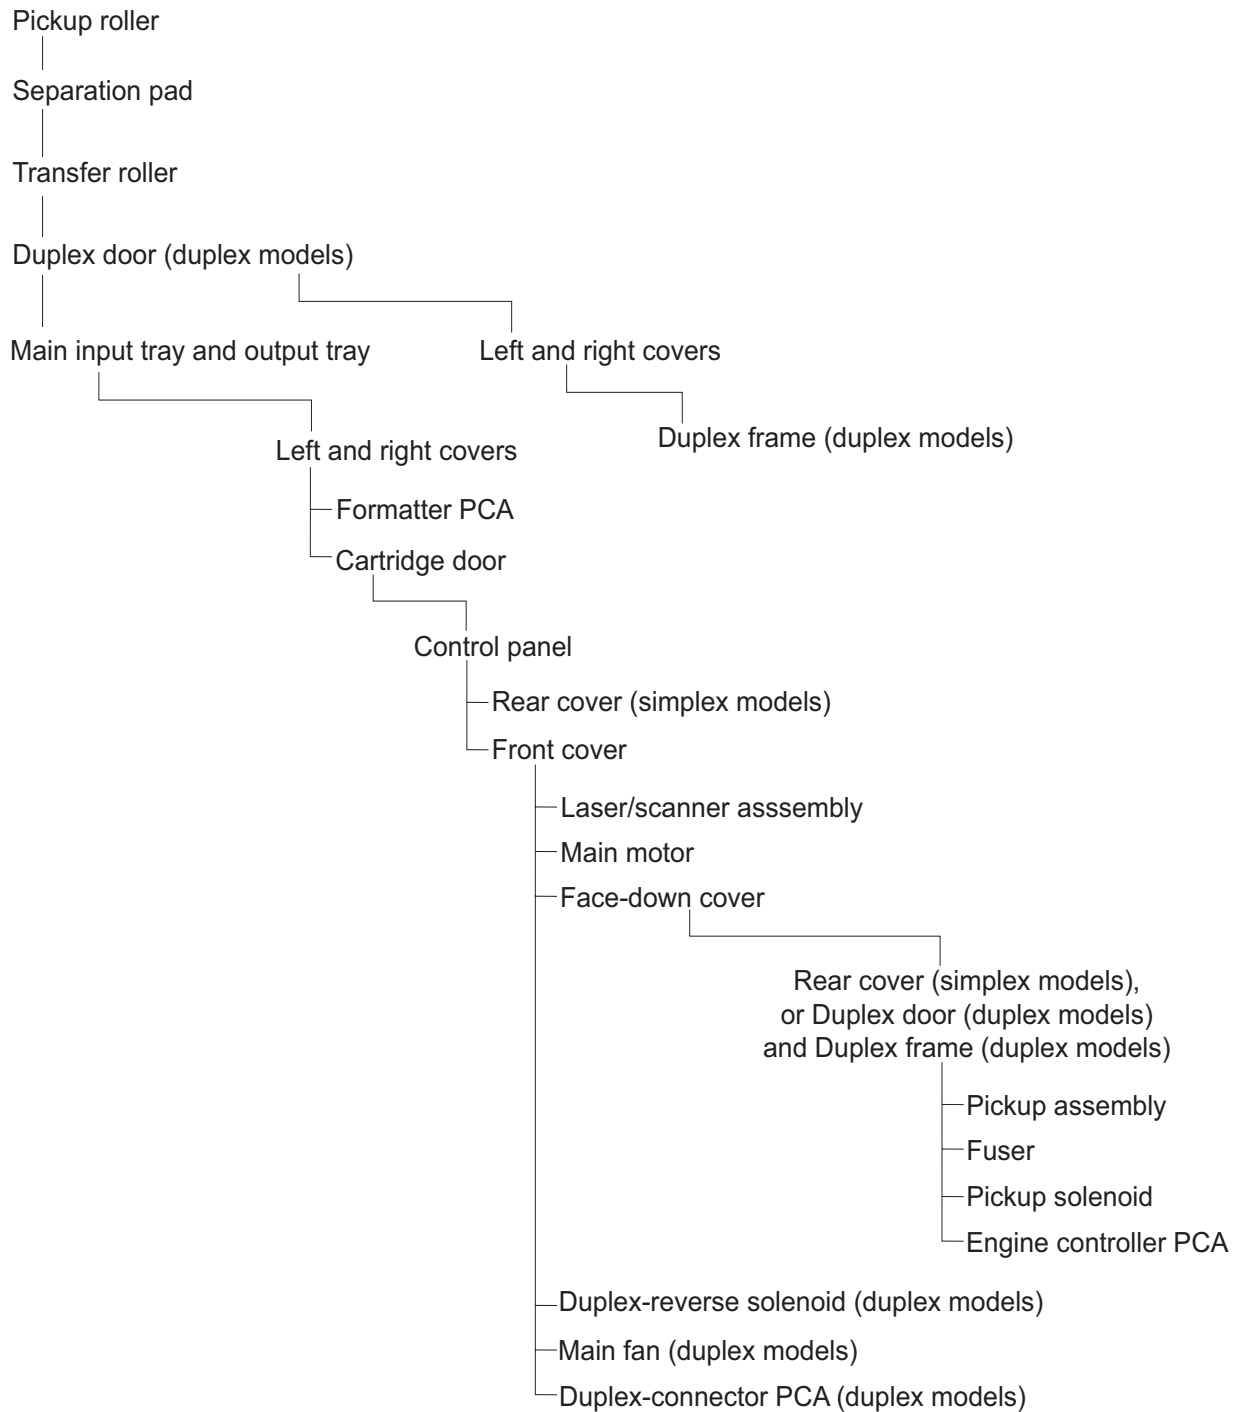 Pickup roller
Separation pad
Transfer roller
Duplex door (duplex models)
Main input tray and output tray
Left and right covers
Duplex frame (duplex models)
Left and right covers
Formatter PCA
Cartridge door
Control panel
Rear cover (simplex models)
Front cover
Laser/scanner asssembly
Main motor
Face-down cover
Rear cover (simplex models),
or Duplex door (duplex models)
and Duplex frame (duplex models)
Pickup assembly
Fuser
Pickup solenoid
Engine controller PCA
Duplex-reverse solenoid (duplex models)
Main fan (duplex models)
Duplex-connector PCA (duplex models)